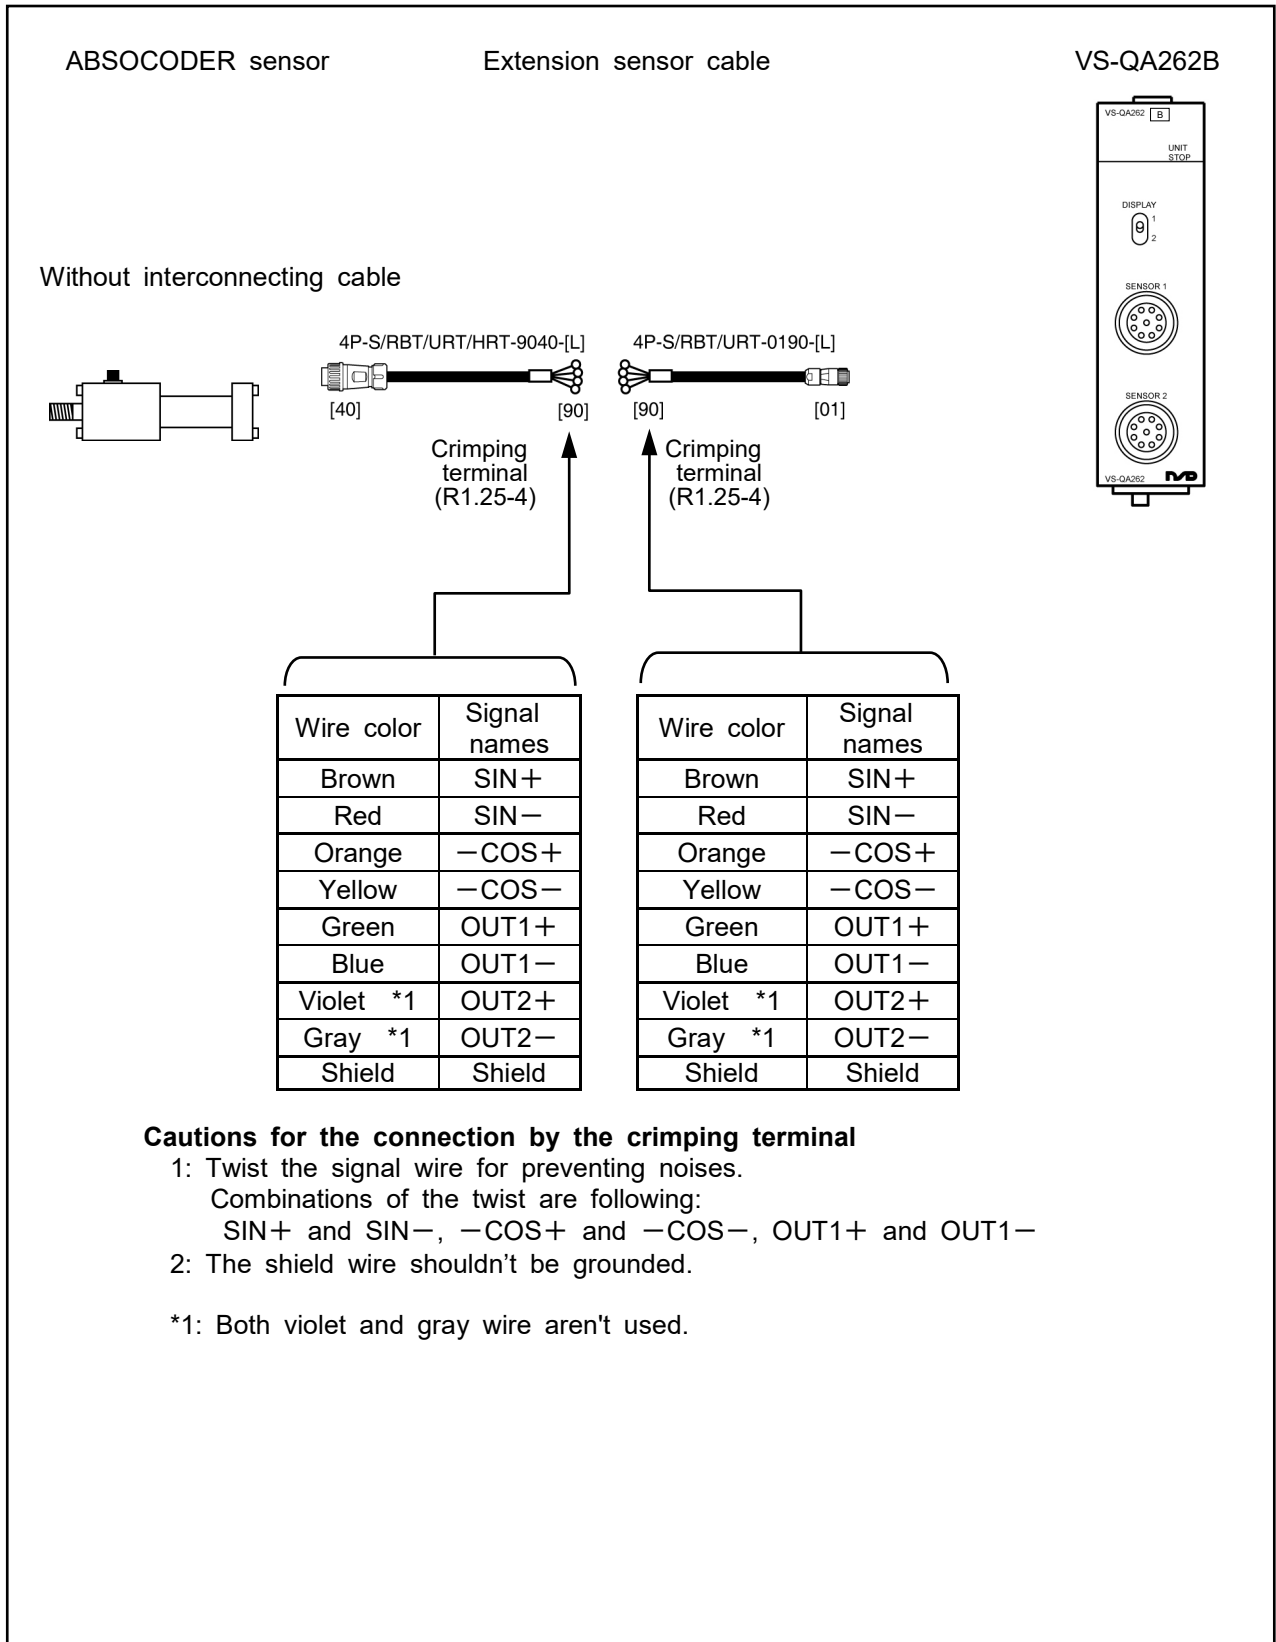 ABSOCODER sensor Extension sensor cable VS-QA262B
VS-QA262 B
UNIT
STOP
DISPLAY
1
2
SENSOR 1
SENSOR 2
VS-QA262 NSD
Without interconnecting cable
4P-S/RBT/URT/HRT-9040-[L] 4P-S/RBT/URT-0190-[L]
[40] [90] [90] [01]
Crimping terminal (R1.25-4) Crimping terminal (R1.25-4)
Wire color Signal names Wire color Signal names
Brown SIN＋ Brown SIN＋
Red SIN－ Red SIN－
Orange －COS＋ Orange －COS＋
Yellow －COS－ Yellow －COS－
Green OUT1＋ Green OUT1＋
Blue OUT1－ Blue OUT1－
Violet *1 OUT2＋ Violet *1 OUT2＋
Gray *1 OUT2－ Gray *1 OUT2－
Shield Shield Shield Shield
Cautions for the connection by the crimping terminal
1: Twist the signal wire for preventing noises.
Combinations of the twist are following:
SIN＋ and SIN－, －COS＋ and －COS－, OUT1＋ and OUT1－
2: The shield wire shouldn’t be grounded.
*1: Both violet and gray wire aren't used.